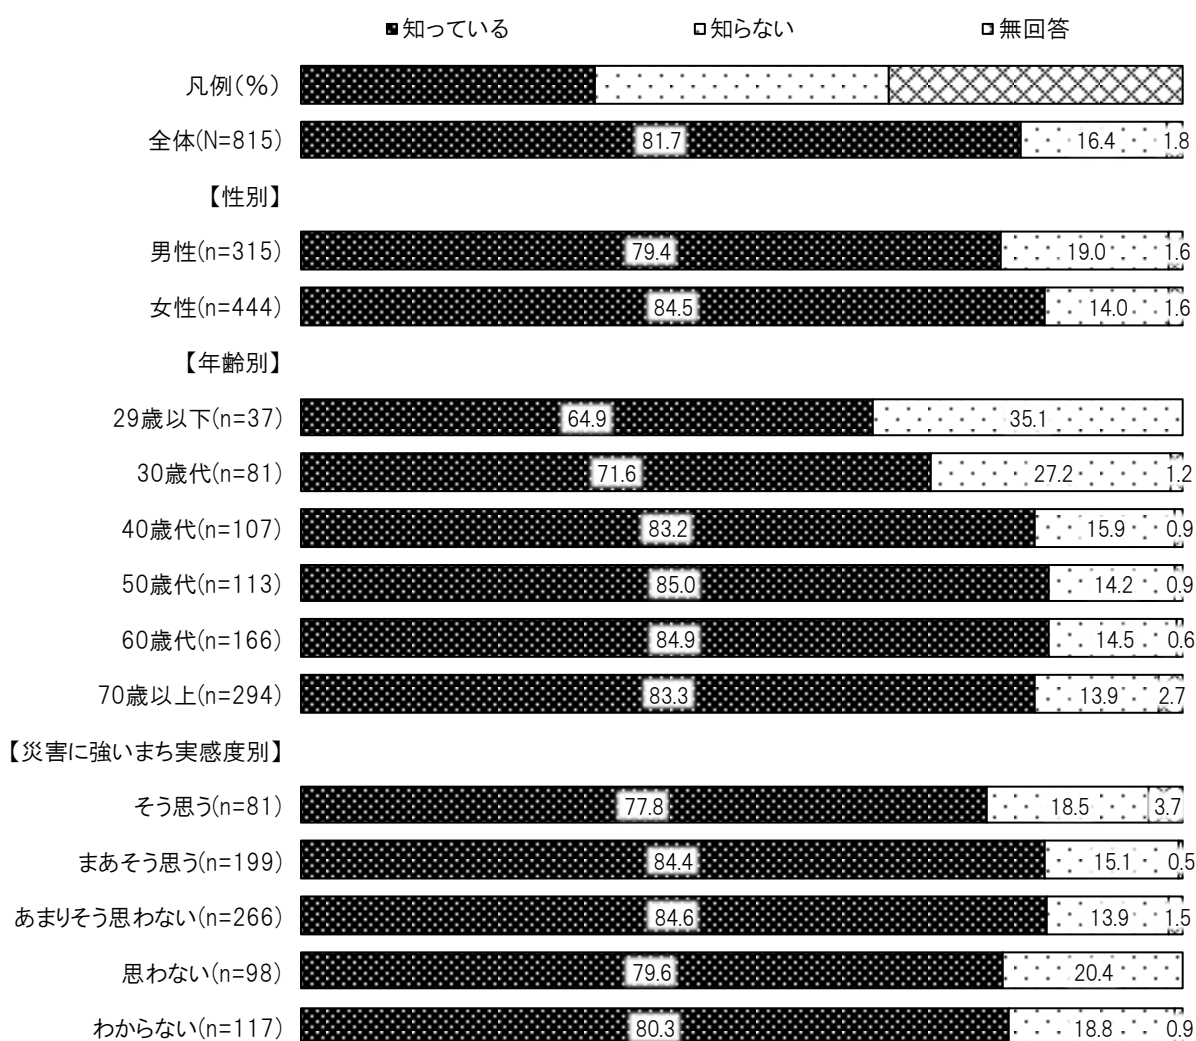 知っている 知らない 無回答
凡例(%)
全体(N=815) 81.7 16.4 1.8
【性別】
男性(n=315) 79.4 19.0 1.6
女性(n=444) 84.5 14.0 1.6
【年齢別】
29歳以下(n=37) 64.9 35.1
30歳代(n=81) 71.6 27.2 1.2
40歳代(n=107) 83.2 15.9 0.9
50歳代(n=113) 85.0 14.2 0.9
60歳代(n=166) 84.9 14.5 0.6
70歳以上(n=294) 83.3 13.9 2.7
【災害に強いまち実感度別】
そう思う(n=81) 77.8 18.5 3.7
まあそう思う(n=199) 84.4 15.1 0.5
あまりそう思わない(n=266) 84.6 13.9 1.5
思わない(n=98) 79.6 20.4
わからない(n=117) 80.3 18.8 0.9